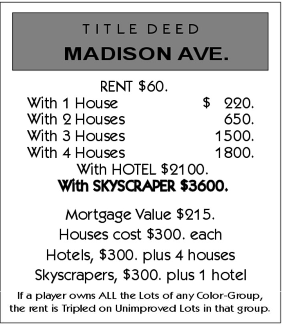 TITLE DEED
MADISON AVE.
RENT $60.
With 1 House $ 220.
With 2 Houses 650.
With 3 Houses 1500.
With 4 Houses 1800.
With HOTEL $2100.
With SKYSCRAPER $3600.
Mortgage Value $215.
Houses cost $300. each
Hotels, $300. plus 4 houses
Skyscrapers, $300. plus 1 hotel
If a player owns ALL the Lots of any Color-Group,
the rent is Tripled on Unimproved Lots in that group.